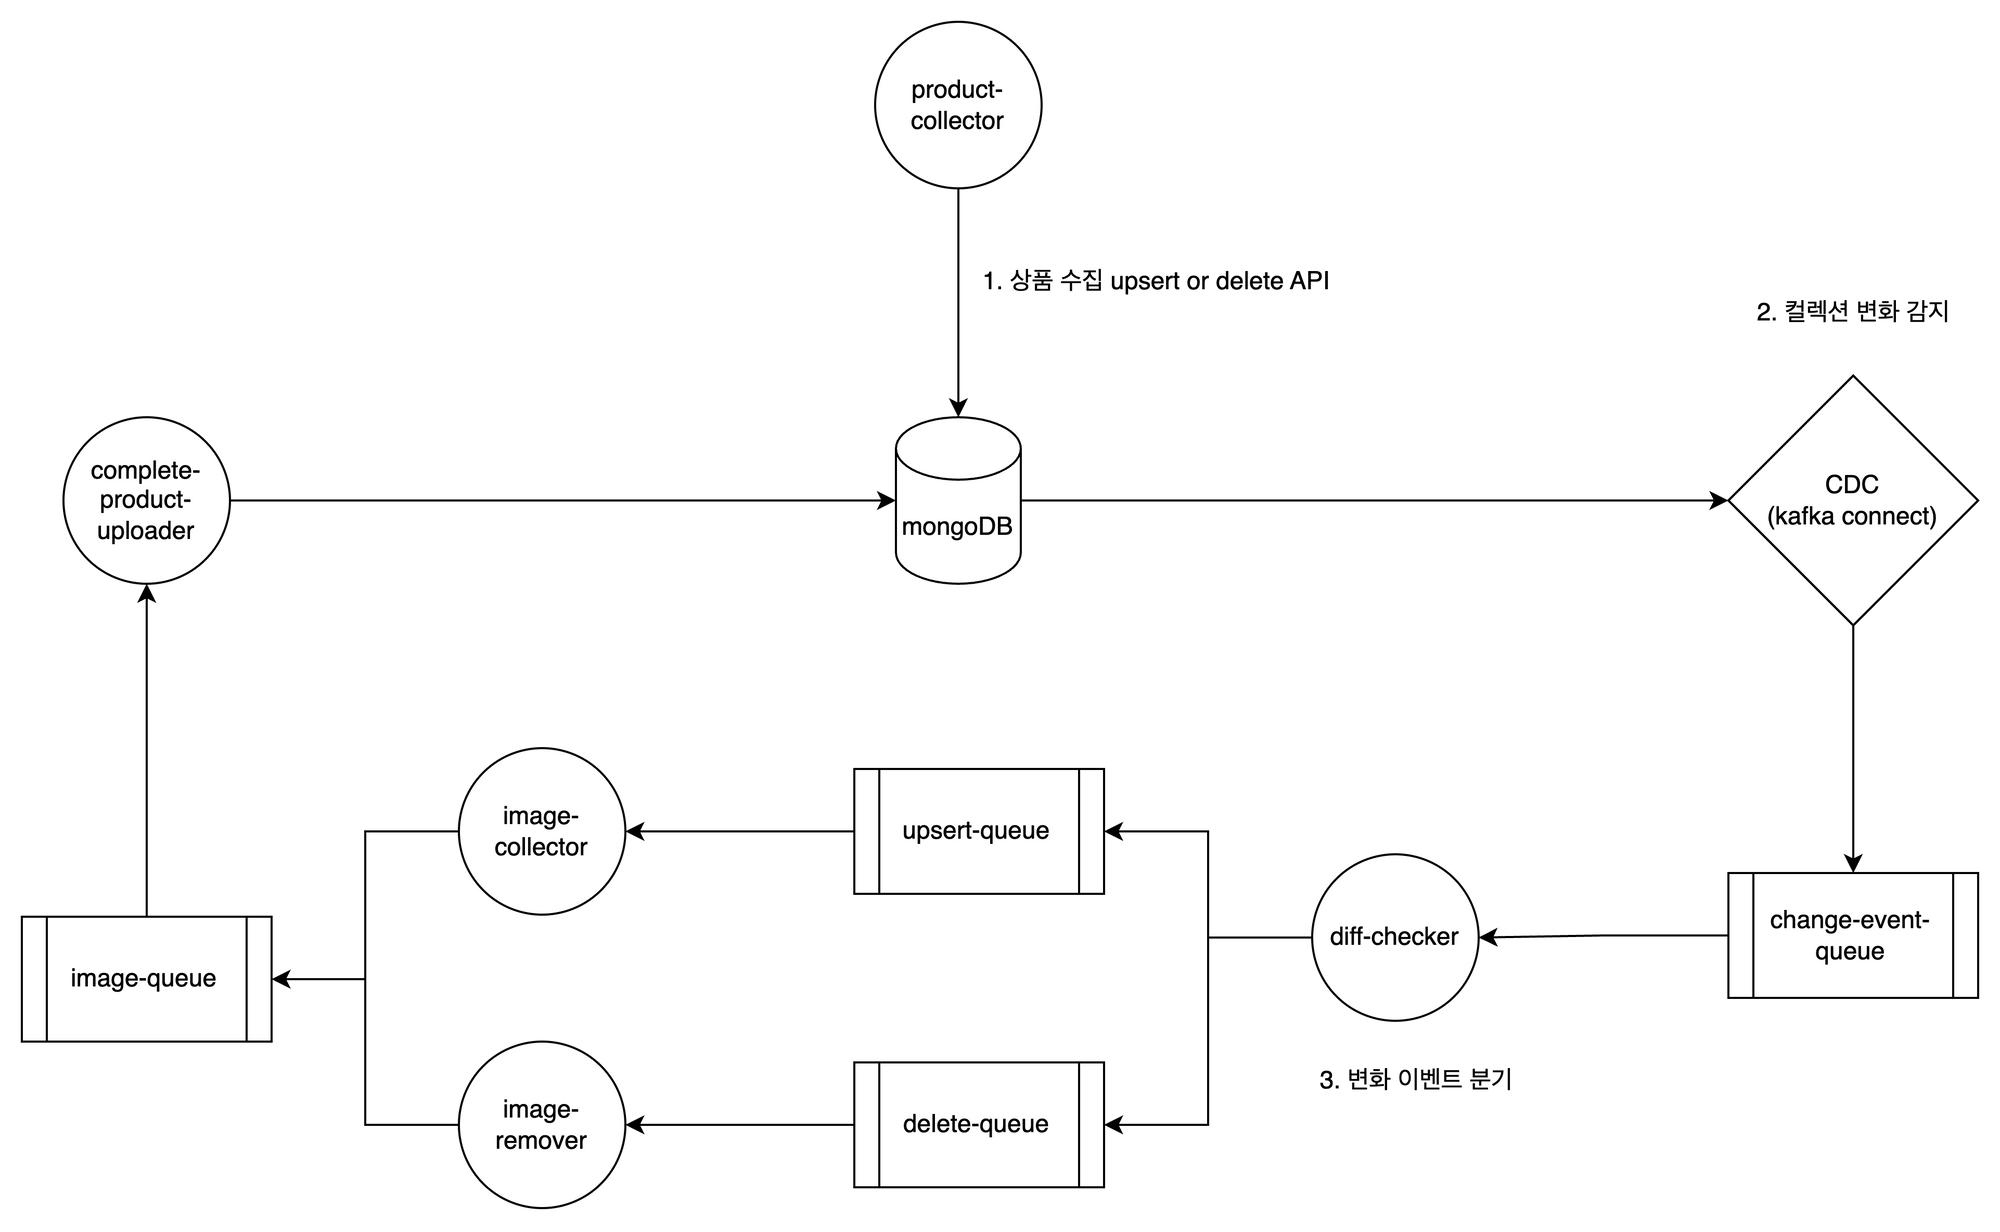 product-
collector
1. 상품 수집 upsert or delete API
2. 컬렉션 변화 감지
complete-
product-
uploader
mongoDB
CDC
(kafka connect)
image-
collector
upsert-queue
diff-checker
change-event-
queue
image-queue
3. 변화 이벤트 분기
image-
remover
delete-queue